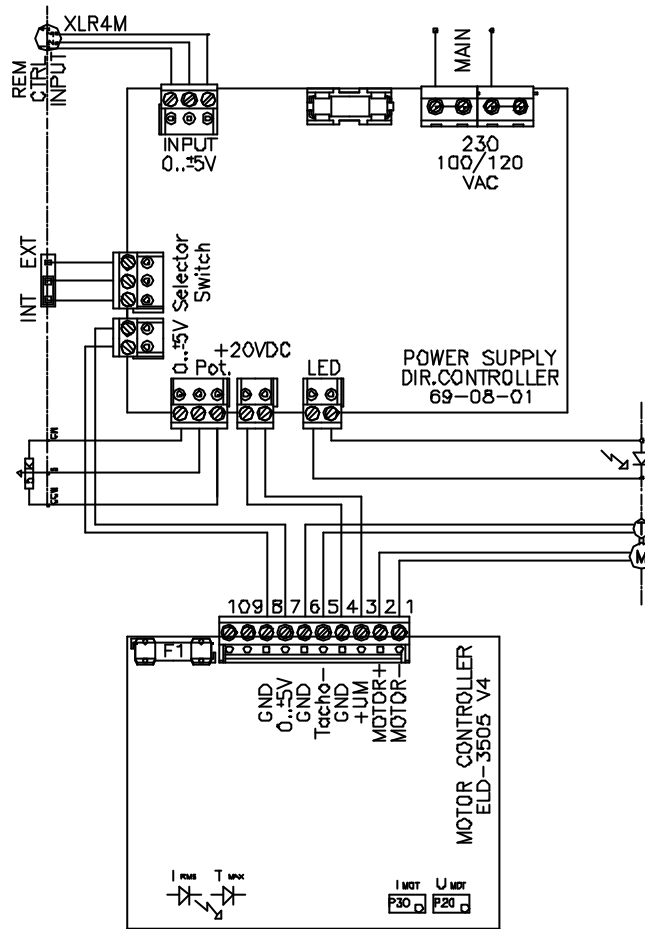 XLR4M
REM
CTRL
INPUT
MAIN
INPUT
0..±5V
230
100/120
VAC
EXT
INT
Selector
Switch
0..±5V
Pot.
+20VDC
LED
POWER SUPPLY
DIR.CONTROLLER
69-08-01
CW
CCW
T
M
10 9 8 7 6 5 4 3 2 1
F1
GND
0..±5V
GND
Tacho-
GND
+UM
MOTOR+
MOTOR-
MOTOR CONTROLLER
ELD-3505 V4
I RMS
T MAX
I MOT
U MOT
P30
P20